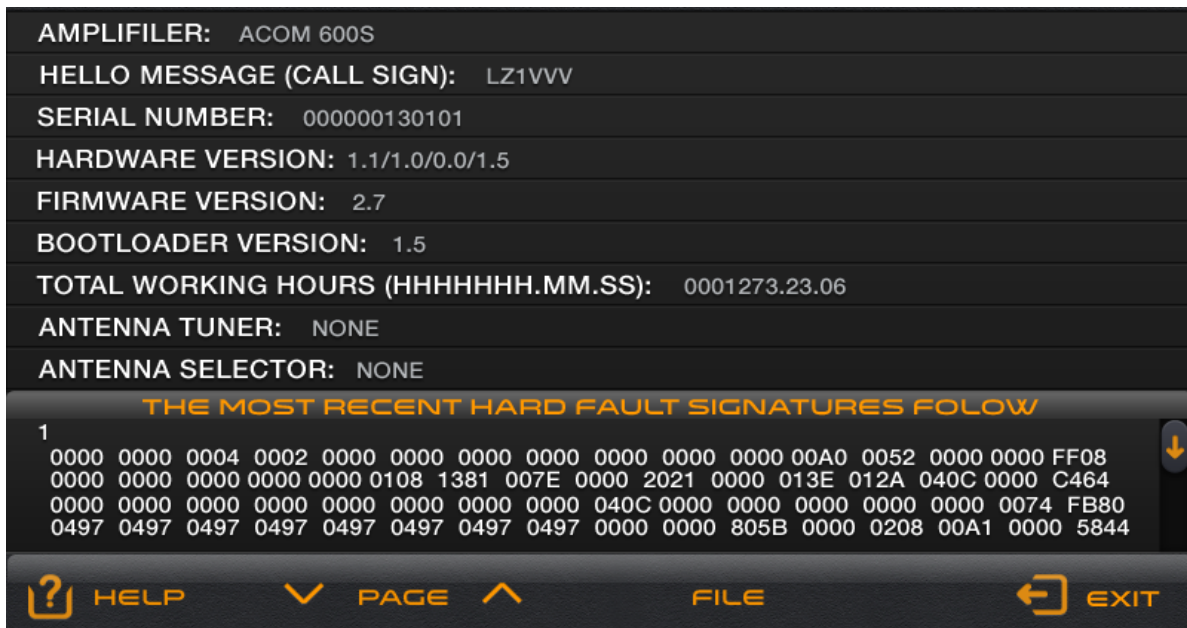 AMPLIFILER: ACOM 600S
HELLO MESSAGE (CALL SIGN): LZ1VVV
SERIAL NUMBER: 000000130101
HARDWARE VERSION: 1.1/1.0/0.0/1.5
FIRMWARE VERSION: 2.7
BOOTLOADER VERSION: 1.5
TOTAL WORKING HOURS (HHHHHHH.MM.SS): 0001273.23.06
ANTENNA TUNER: NONE
ANTENNA SELECTOR: NONE
THE MOST RECENT HARD FAULT SIGNATURES FOLOW
1
0000 0000 0004 0002 0000 0000 0000 0000 0000 0000 0000 00A0 0052 0000 0000 FF08
0000 0000 0000 0000 0000 0108 1381 007E 0000 2021 0000 013E 012A 040C 0000 C464
0000 0000 0000 0000 0000 0000 0000 0000 040C 0000 0000 0000 0000 0000 0074 FB80
0497 0497 0497 0497 0497 0497 0497 0497 0000 0000 805B 0000 0208 00A1 0000 5844
? HELP PAGE FILE EXIT